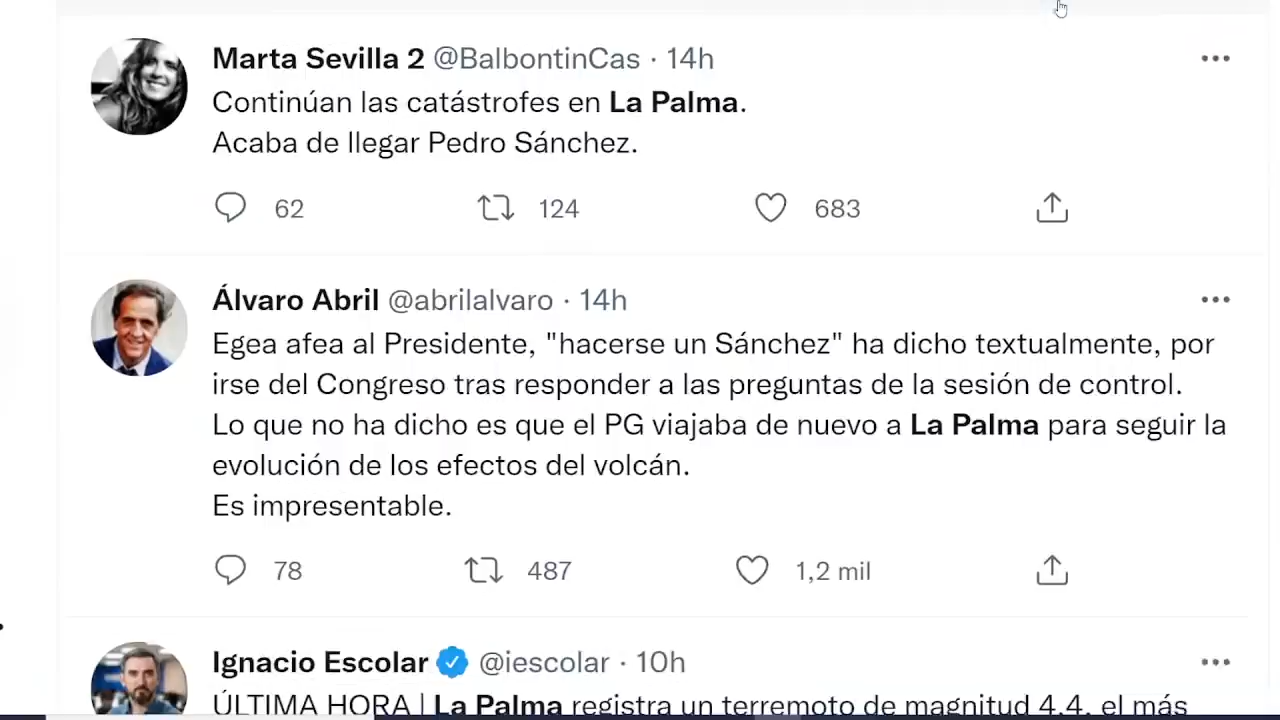 Marta Sevilla 2 @BalbontinCas · 14h
Continúan las catástrofes en La Palma.
Acaba de llegar Pedro Sánchez.
62 124 683
Álvaro Abril @abrilalvaro · 14h
Egea afea al Presidente, "hacerse un Sánchez" ha dicho textualmente, por
irse del Congreso tras responder a las preguntas de la sesión de control.
Lo que no ha dicho es que el PG viajaba de nuevo a La Palma para seguir la
evolución de los efectos del volcán.
Es impresentable.
78 487 1,2 mil
Ignacio Escolar @iescolar · 10h
ÚLTIMA HORA | La Palma registra un terremoto de magnitud 4,4, el más